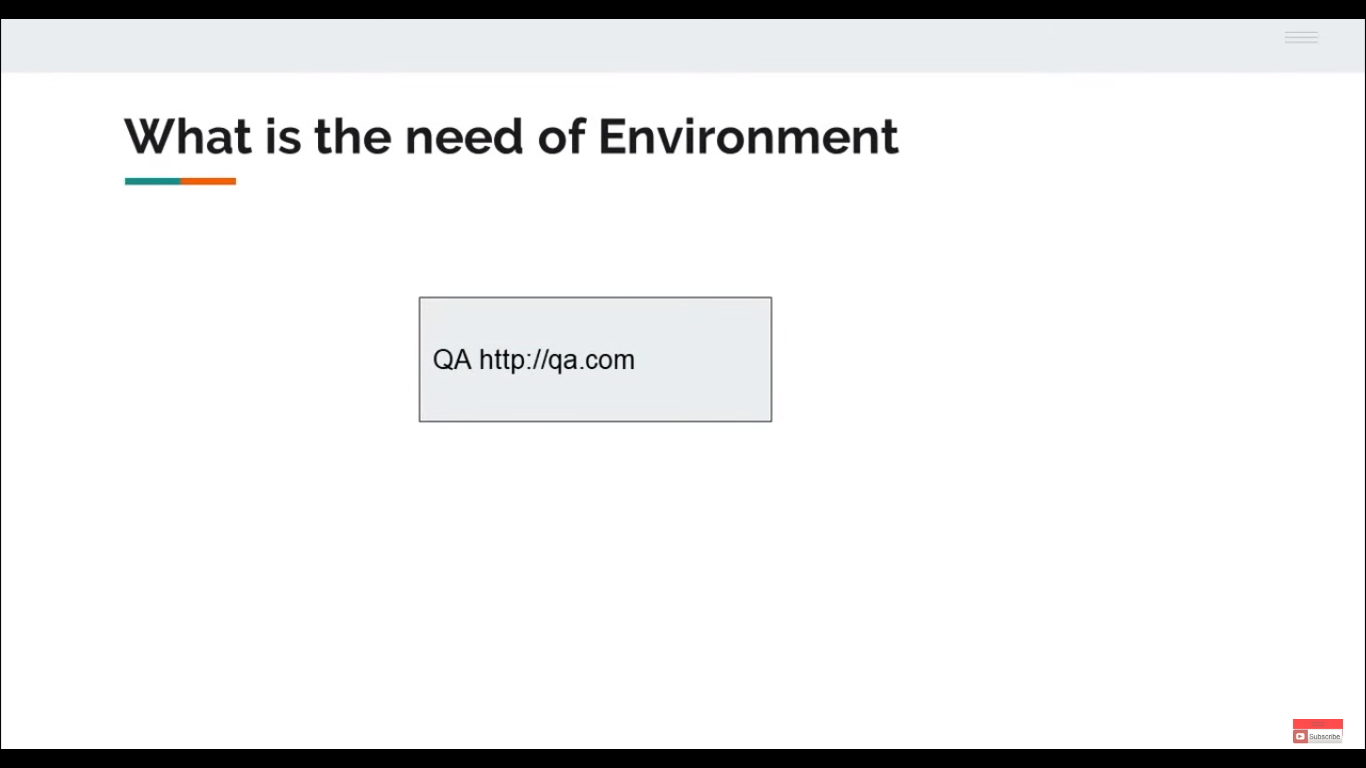 What is the need of Environment
QA http://qa.com
Subscribe